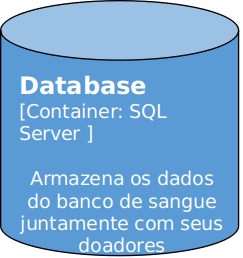 Database
[Container: SQL
Server ]
Armazena os dados
do banco de sangue
juntamente com seus
doadores